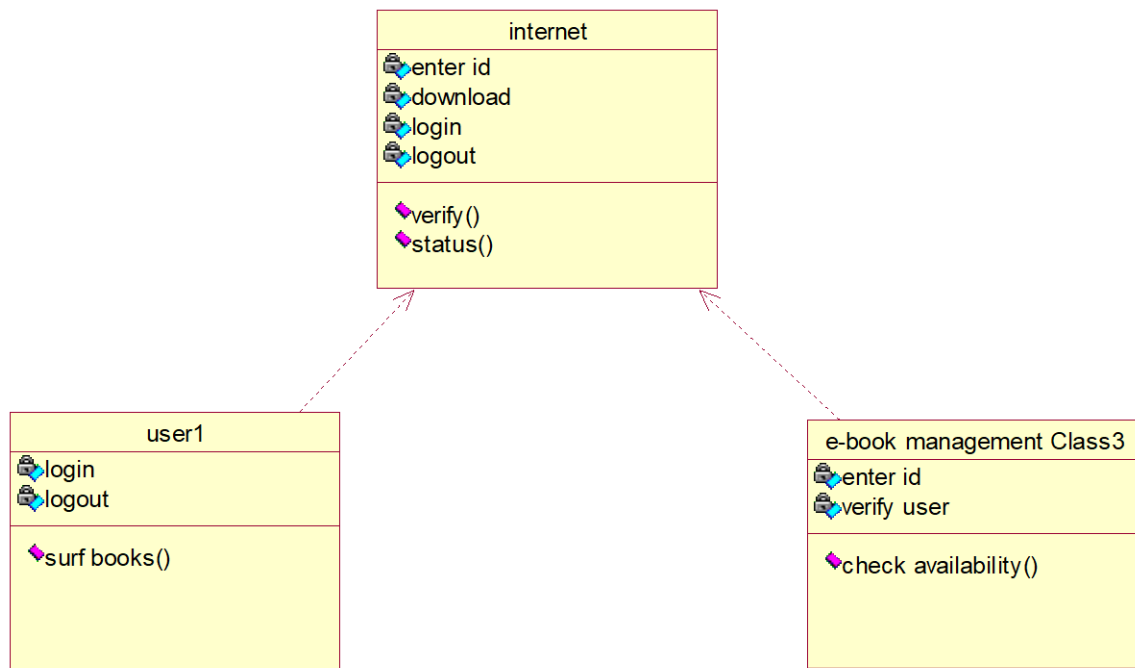 internet
enter id
download
login
logout
verify()
status()
user1
login
logout
surf books()
e-book management Class3
enter id
verify user
check availability()